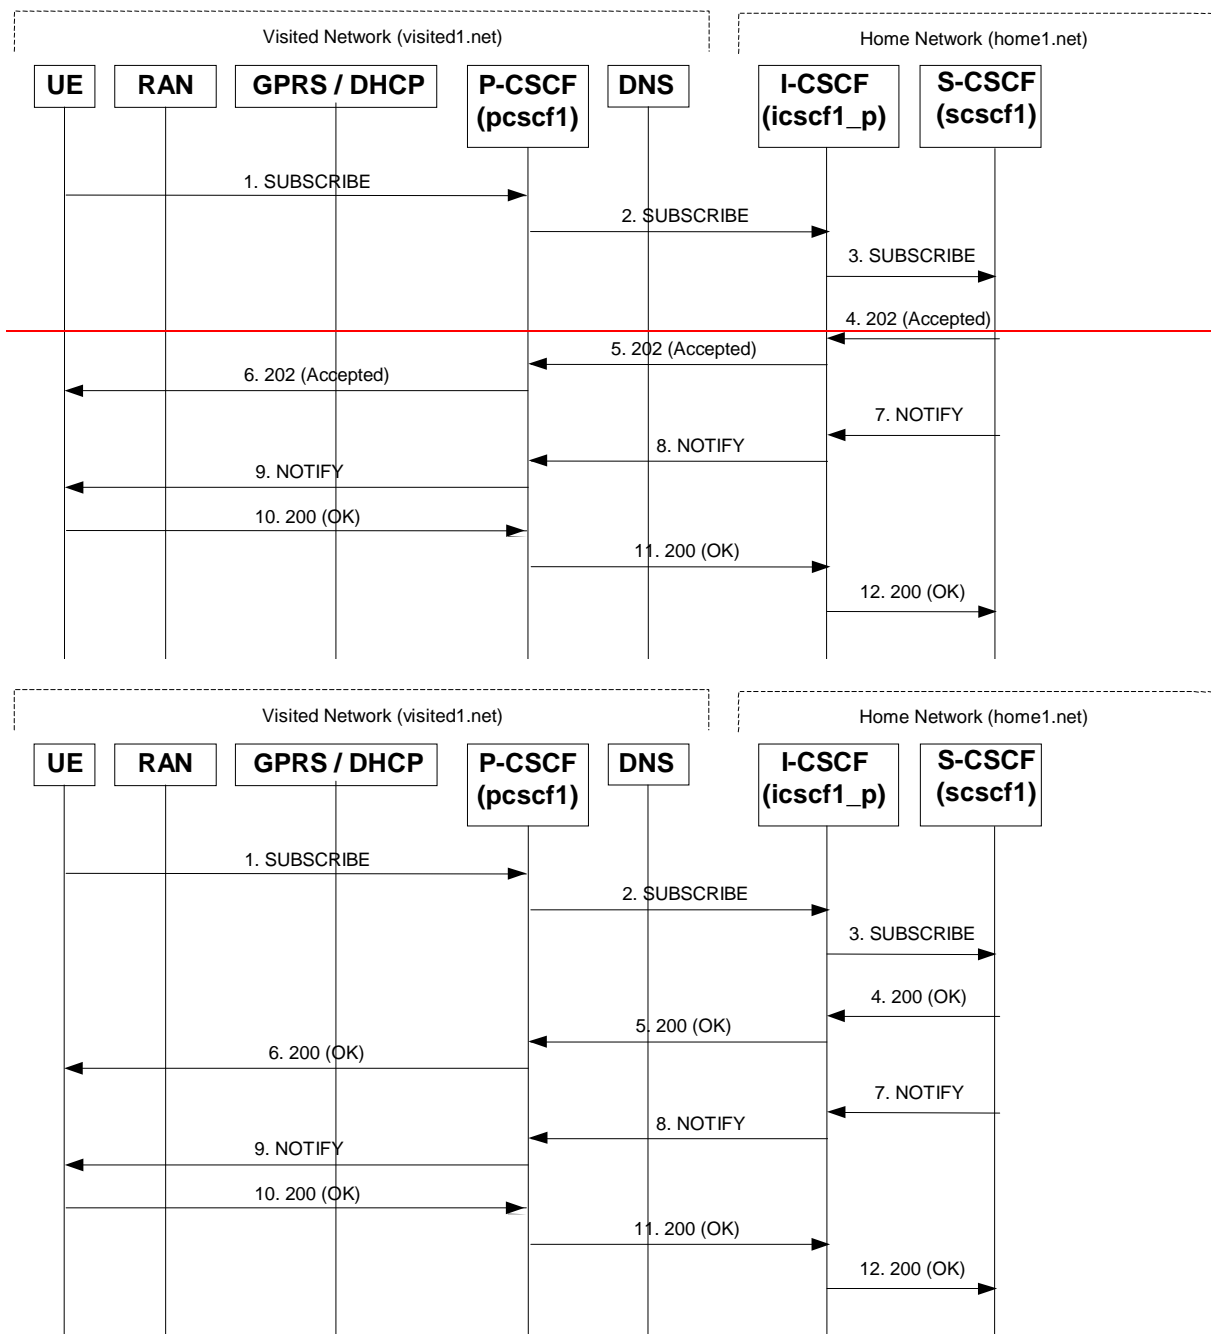 Visited Network (visited1.net)
Home Network (home1.net)
UE
RAN
GPRS / DHCP
P-CSCF
(pcscf1)
DNS
I-CSCF
(icscf1_p)
S-CSCF
(scscf1)
1. SUBSCRIBE
2. SUBSCRIBE
3. SUBSCRIBE
4. 202 (Accepted)
5. 202 (Accepted)
6. 202 (Accepted)
7. NOTIFY
8. NOTIFY
9. NOTIFY
10. 200 (OK)
11. 200 (OK)
12. 200 (OK)
Visited Network (visited1.net)
Home Network (home1.net)
UE
RAN
GPRS / DHCP
P-CSCF
(pcscf1)
DNS
I-CSCF
(icscf1_p)
S-CSCF
(scscf1)
1. SUBSCRIBE
2. SUBSCRIBE
3. SUBSCRIBE
4. 200 (OK)
5. 200 (OK)
6. 200 (OK)
7. NOTIFY
8. NOTIFY
9. NOTIFY
10. 200 (OK)
11. 200 (OK)
12. 200 (OK)